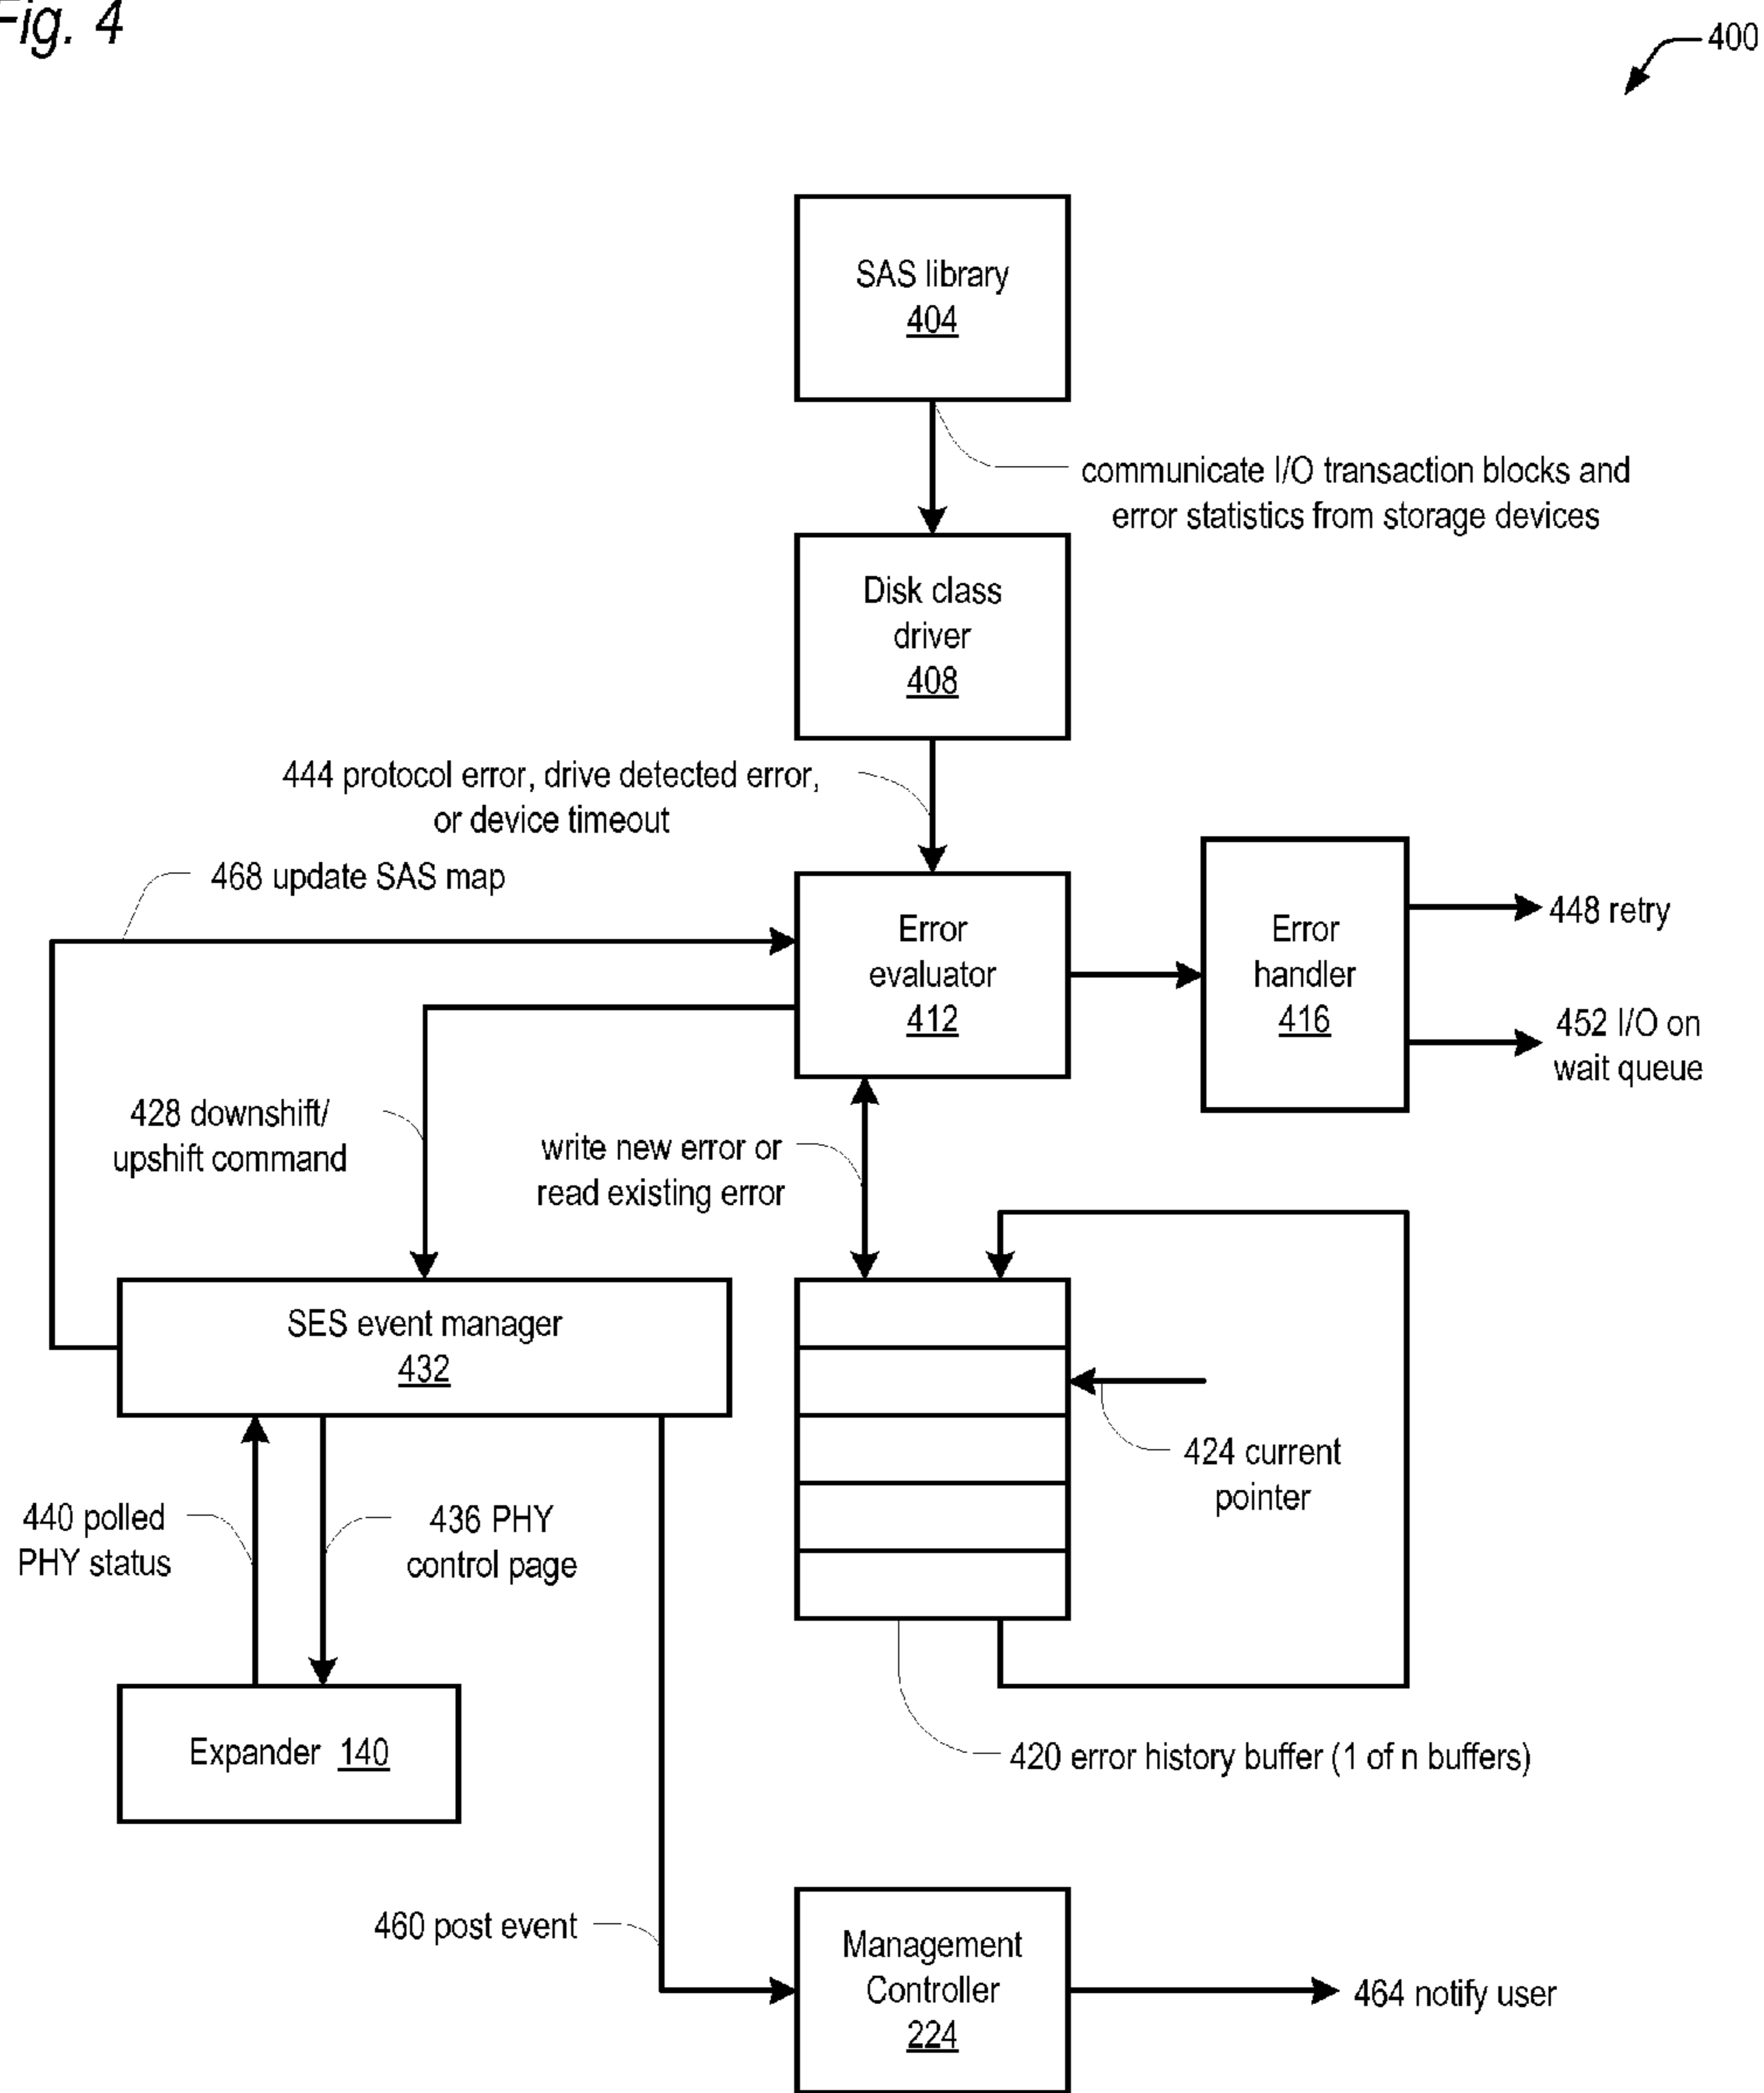 Fig. 4
400
SAS library
404
communicate I/O transaction blocks and
error statistics from storage devices
Disk class
driver
408
444 protocol error, drive detected error,
or device timeout
468 update SAS map
Error
evaluator
412
Error
handler
416
448 retry
452 I/O on
wait queue
428 downshift/
upshift command
write new error or
read existing error
SES event manager
432
424 current
pointer
440 polled
PHY status
436 PHY
control page
Expander 140
420 error history buffer (1 of n buffers)
460 post event
Management
Controller
224
464 notify user